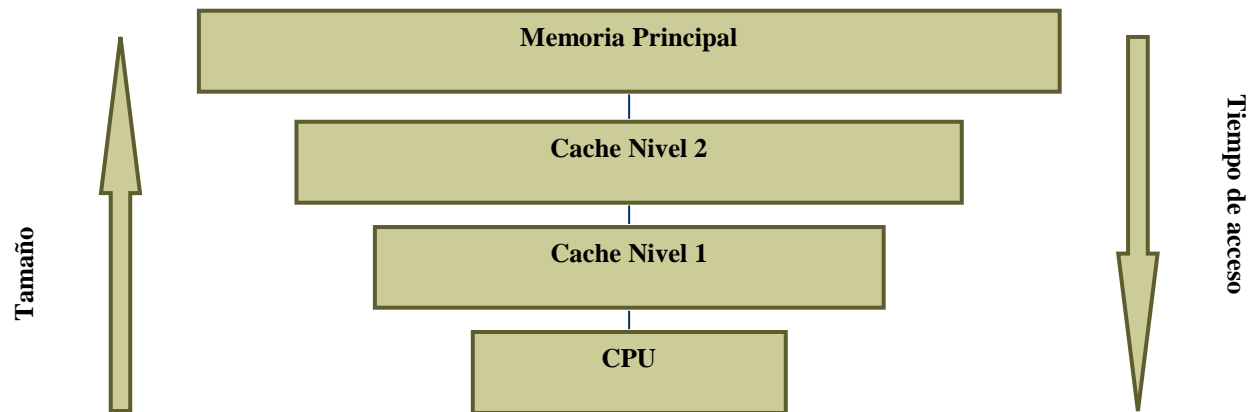 Memoria Principal
Cache Nivel 2
Cache Nivel 1
CPU
Tamaño
Tiempo de acceso